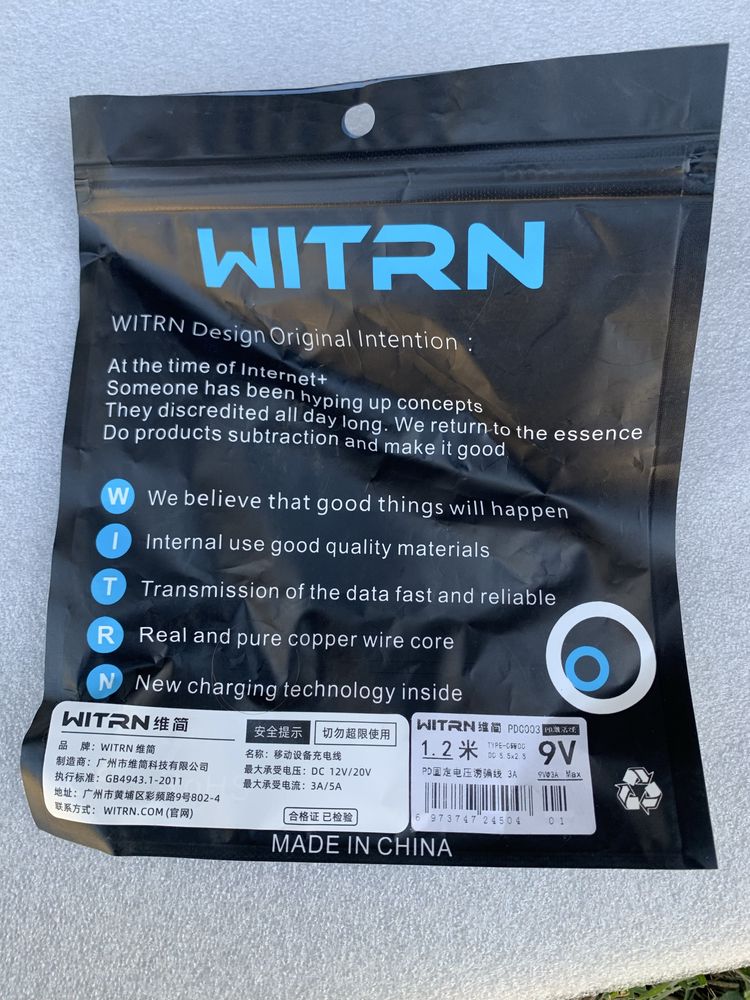 WITRN
WITRN Design Original Intention :
At the time of Internet+
Someone has been hyping up concepts
They discredited all day long. We return to the essence
Do products subtraction and make it good
W We believe that good things will happen
I Internal use good quality materials
T Transmission of the data fast and reliable
R Real and pure copper wire core
N New charging technology inside
WITRN 维简
安全提示 切勿超限使用
品 牌: WITRN 维简
制造商: 广州市维简科技有限公司
执行标准: GB4943.1-2011
地址: 广州市黄埔区彩频路9号802-4
联系方式: WITRN.COM (官网)
名称: 移动设备充电线
最大承受电压: DC 12V/20V
最大承受电流: 3A/5A
合格证 已检验
WITRN 维简 PDC003
1.2 米
DC 5.5x2.5
9V
PD固定电压诱骗线 3A
9V@3A Max
6 973747 24504 01
MADE IN CHINA